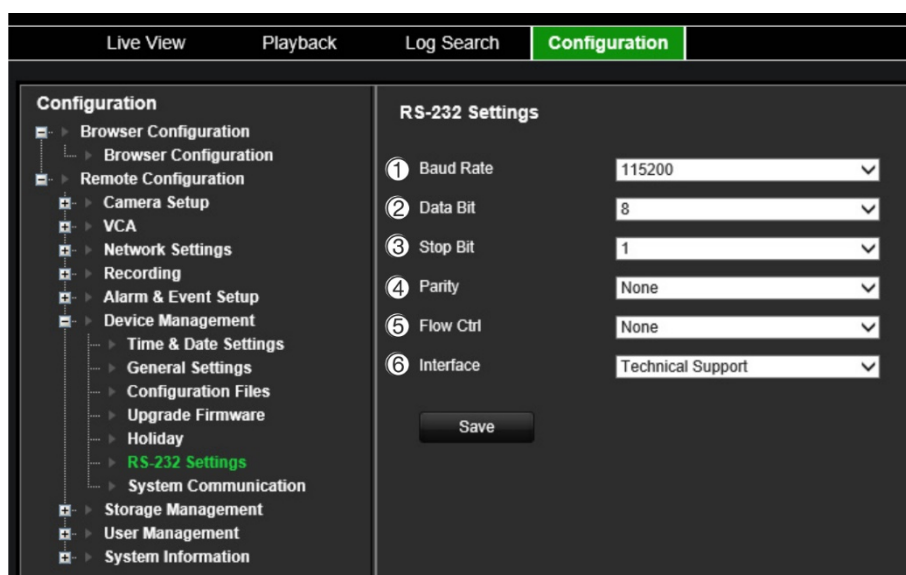 Live View Playback Log Search Configuration
Configuration
Browser Configuration
Browser Configuration
Remote Configuration
Camera Setup
VCA
Network Settings
Recording
Alarm & Event Setup
Device Management
Time & Date Settings
General Settings
Configuration Files
Upgrade Firmware
Holiday
RS-232 Settings
System Communication
Storage Management
User Management
System Information
RS-232 Settings
① Baud Rate 115200
② Data Bit 8
③ Stop Bit 1
④ Parity None
⑤ Flow Ctrl None
⑥ Interface Technical Support
Save